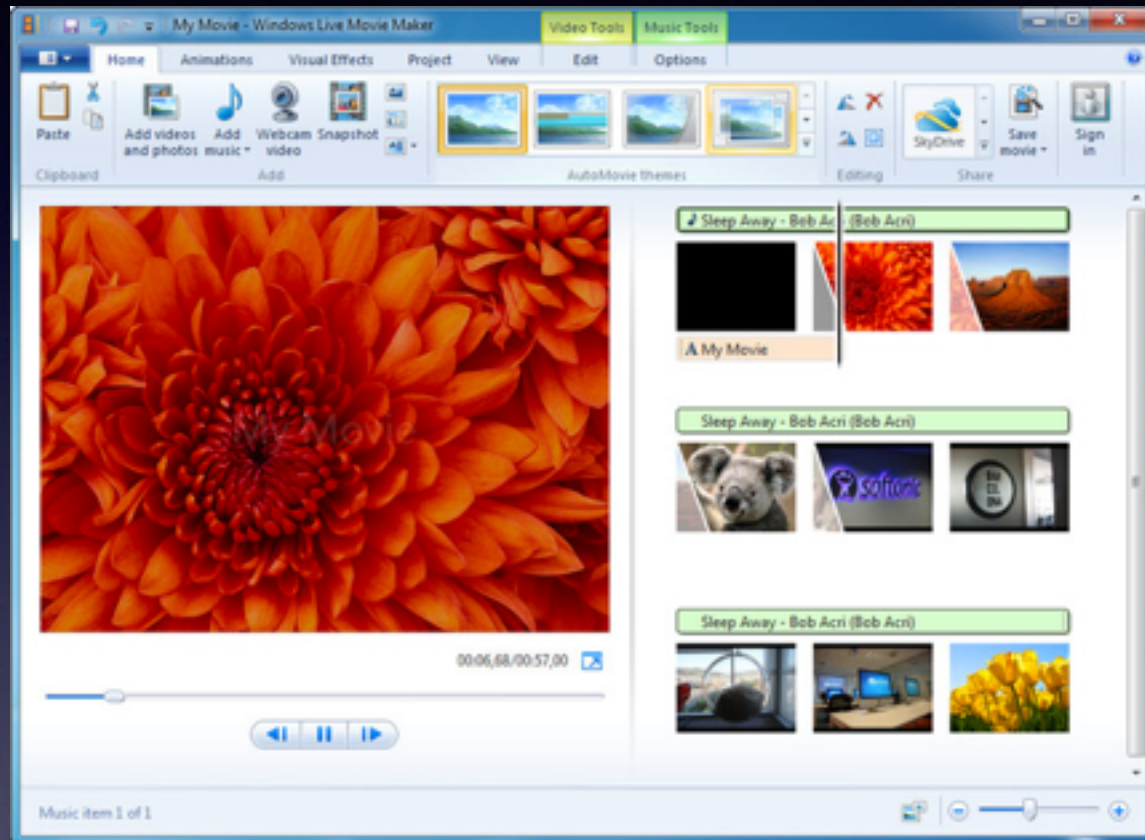 My Movie - Windows Live Movie Maker
Video Tools
Music Tools
Home
Animations
Visual Effects
Project
View
Edit
Options
Paste
Add videos and photos
Add music
Webcam video
Snapshot
SkyDrive
Save movie
Sign in
Clipboard
Add
AutoMovie themes
Editing
Share
Sleep Away - Bob Acri (Bob Acri)
A My Movie
My Movie
Sleep Away - Bob Acri (Bob Acri)
softonic
Sleep Away - Bob Acri (Bob Acri)
00:06,68/00:57,00
Music item 1 of 1